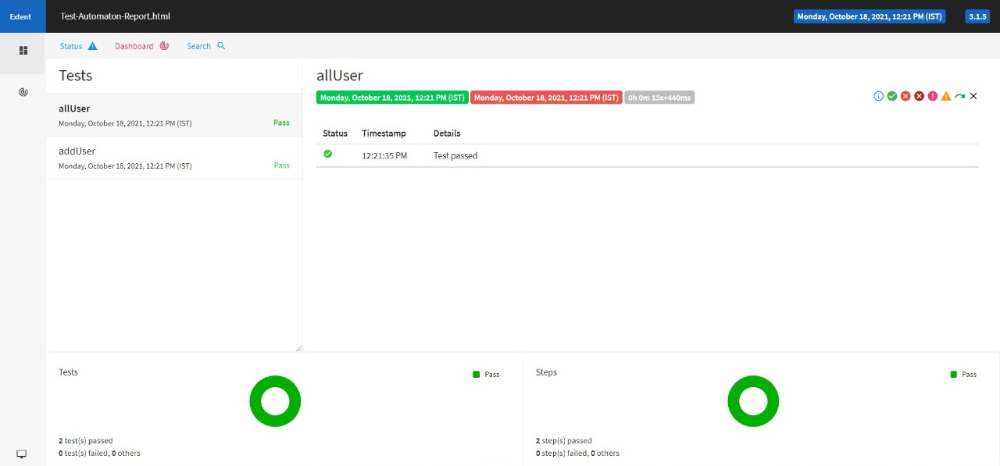 Extent
Test-Automaton-Report.html
Monday, October 18, 2021, 12:21 PM (IST)
3.1.5
Status
Dashboard
Search
Tests
allUser
Monday, October 18, 2021, 12:21 PM (IST)
Pass
addUser
Monday, October 18, 2021, 12:21 PM (IST)
Pass
allUser
Monday, October 18, 2021, 12:21 PM (IST) Monday, October 18, 2021, 12:21 PM (IST) 0h 0m 13s+440ms
Status Timestamp Details
12:21:35 PM Test passed
Tests
Pass
2 test(s) passed
0 test(s) failed, 0 others
Steps
Pass
2 step(s) passed
0 step(s) failed, 0 others